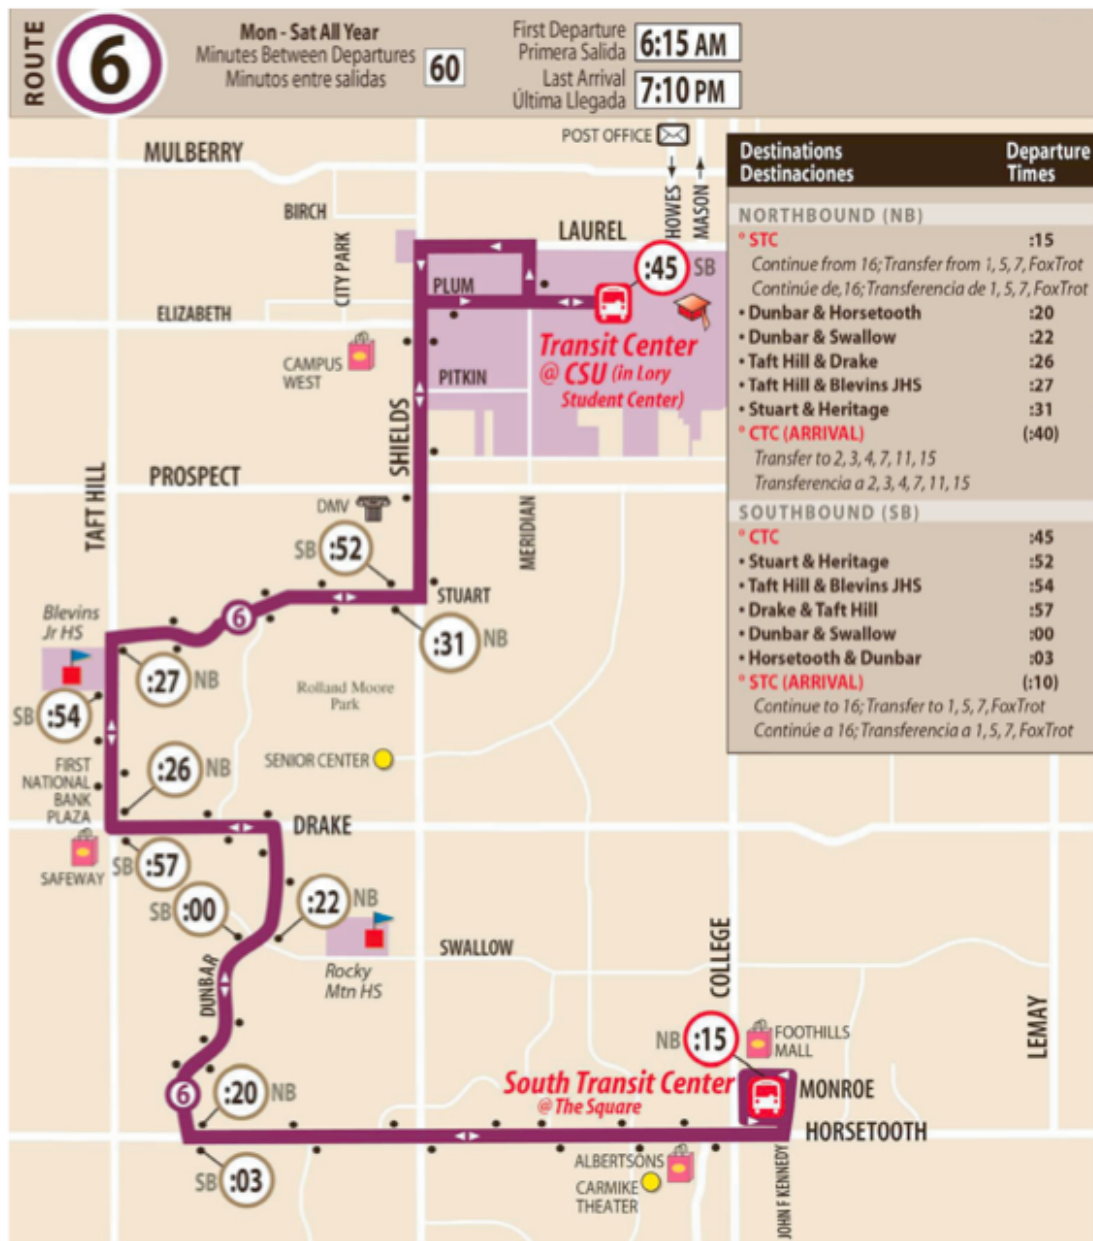 ROUTE
6
Mon - Sat All Year
Minutes Between Departures
Minutos entre salidas
60
First Departure
Primera Salida
6:15 AM
Last Arrival
Última Llegada
7:10 PM
POST OFFICE
MULBERRY
HOWES
MASON
BIRCH
LAUREL
CITY PARK
:45 SB
PLUM
ELIZABETH
Transit Center
@ CSU (in Lory
Student Center)
CAMPUS
WEST
PITKIN
SHIELDS
TAFT HILL
PROSPECT
DMV
MERIDIAN
SB :52
STUART
6
Blevins
Jr HS
:31 NB
:27 NB
Rolland Moore
Park
SB :54
:26 NB
SENIOR CENTER
FIRST
NATIONAL
BANK
PLAZA
DRAKE
SAFEWAY
SB :57
SB :00
:22 NB
SWALLOW
COLLEGE
DUNBAR
Rocky
Mtn HS
LEMAY
NB :15
FOOTHILLS
MALL
South Transit Center
@ The Square
MONROE
6
:20 NB
HORSETOOTH
SB :03
ALBERTSONS
CARMIKE
THEATER
JOHN F KENNEDY
Destinations Departure
Destinaciones Times
NORTHBOUND (NB)
° STC :15
Continue from 16; Transfer from 1, 5, 7, FoxTrot
Continúe de, 16; Transferencia de 1, 5, 7, FoxTrot
• Dunbar & Horsetooth :20
• Dunbar & Swallow :22
• Taft Hill & Drake :26
• Taft Hill & Blevins JHS :27
• Stuart & Heritage :31
° CTC (ARRIVAL) (:40)
Transfer to 2, 3, 4, 7, 11, 15
Transferencia a 2, 3, 4, 7, 11, 15
SOUTHBOUND (SB)
° CTC :45
• Stuart & Heritage :52
• Taft Hill & Blevins JHS :54
• Drake & Taft Hill :57
• Dunbar & Swallow :00
• Horsetooth & Dunbar :03
° STC (ARRIVAL) (:10)
Continue to 16; Transfer to 1, 5, 7, FoxTrot
Continúe a 16; Transferencia a 1, 5, 7, FoxTrot